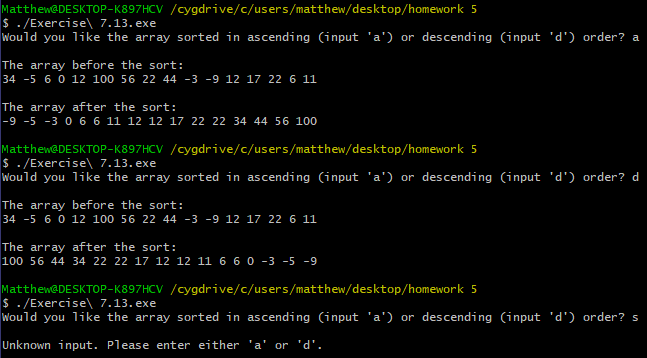 Matthew@DESKTOP-K897HCV /cygdrive/c/users/matthew/desktop/homework 5
$ ./Exercise\ 7.13.exe
Would you like the array sorted in ascending (input 'a') or descending (input 'd') order? a
The array before the sort:
34 -5 6 0 12 100 56 22 44 -3 -9 12 17 22 6 11
The array after the sort:
-9 -5 -3 0 6 6 11 12 12 17 22 22 34 44 56 100
Matthew@DESKTOP-K897HCV /cygdrive/c/users/matthew/desktop/homework 5
$ ./Exercise\ 7.13.exe
Would you like the array sorted in ascending (input 'a') or descending (input 'd') order? d
The array before the sort:
34 -5 6 0 12 100 56 22 44 -3 -9 12 17 22 6 11
The array after the sort:
100 56 44 34 22 22 17 12 12 11 6 6 0 -3 -5 -9
Matthew@DESKTOP-K897HCV /cygdrive/c/users/matthew/desktop/homework 5
$ ./Exercise\ 7.13.exe
Would you like the array sorted in ascending (input 'a') or descending (input 'd') order? s
Unknown input. Please enter either 'a' or 'd'.